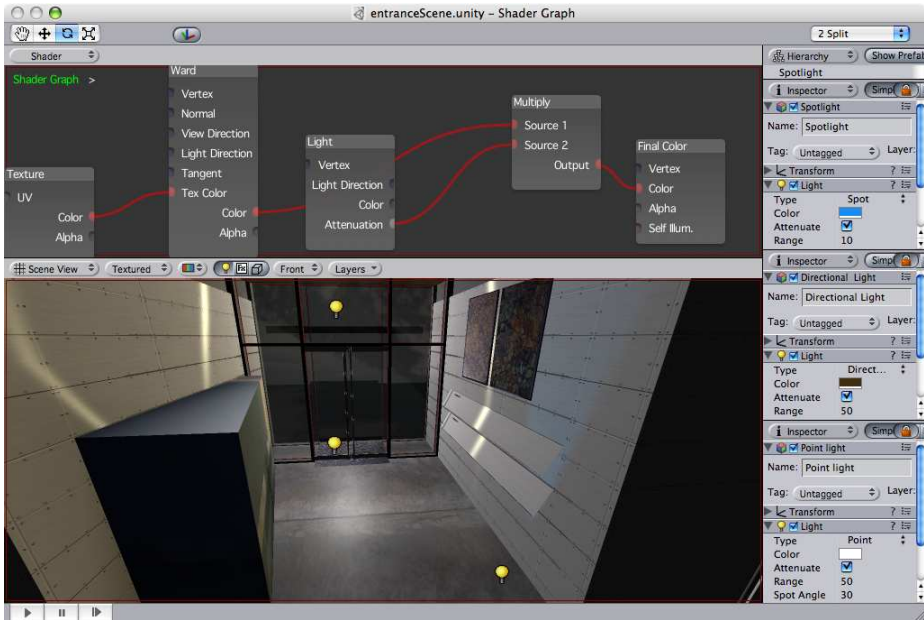 entranceScene.unity – Shader Graph
2 Split
Shader
Shader Graph >
Texture
UV
Color
Alpha
Ward
Vertex
Normal
View Direction
Light Direction
Tangent
Tex Color
Color
Alpha
Light
Vertex
Light Direction
Color
Attenuation
Multiply
Source 1
Source 2
Output
Final Color
Vertex
Color
Alpha
Self Illum.
Scene View
Textured
Fx
Front
Layers
Hierarchy
Show Prefal
Spotlight
i Inspector
Simp
Spotlight
Name: Spotlight
Tag: Untagged Layer:
Transform ?
Light ?
Type Spot
Color
Attenuate
Range 10
i Inspector
Simp
Directional Light
Name: Directional Light
Tag: Untagged Layer:
Transform ?
Light ?
Type Direct...
Color
Attenuate
Range 50
i Inspector
Simp
Point light
Name: Point light
Tag: Untagged Layer:
Transform ?
Light ?
Type Point
Color
Attenuate
Range 50
Spot Angle 30